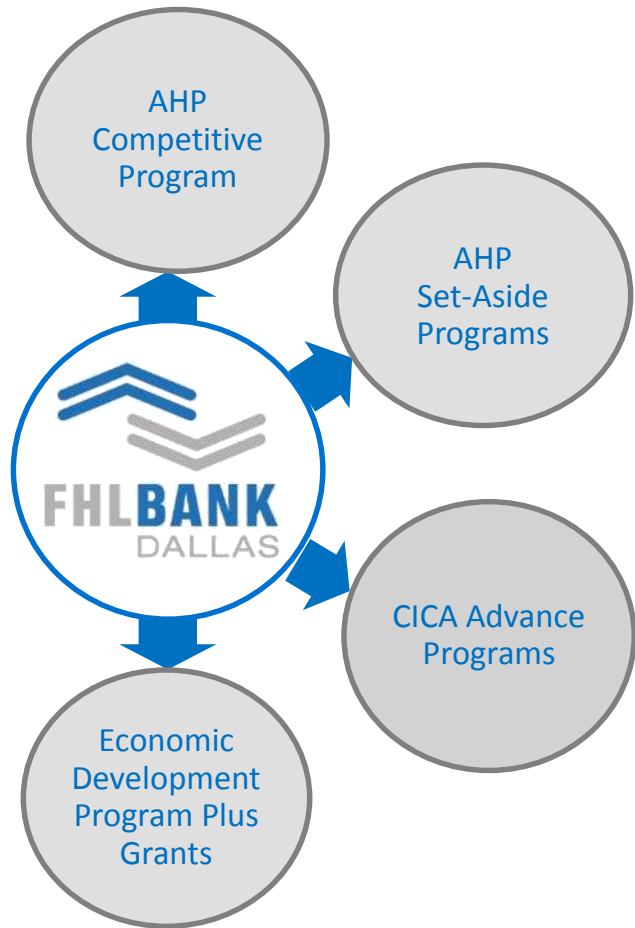 AHP
Competitive
Program
AHP
Set-Aside
Programs
FHLBANK
DALLAS
CICA Advance
Programs
Economic
Development
Program Plus
Grants